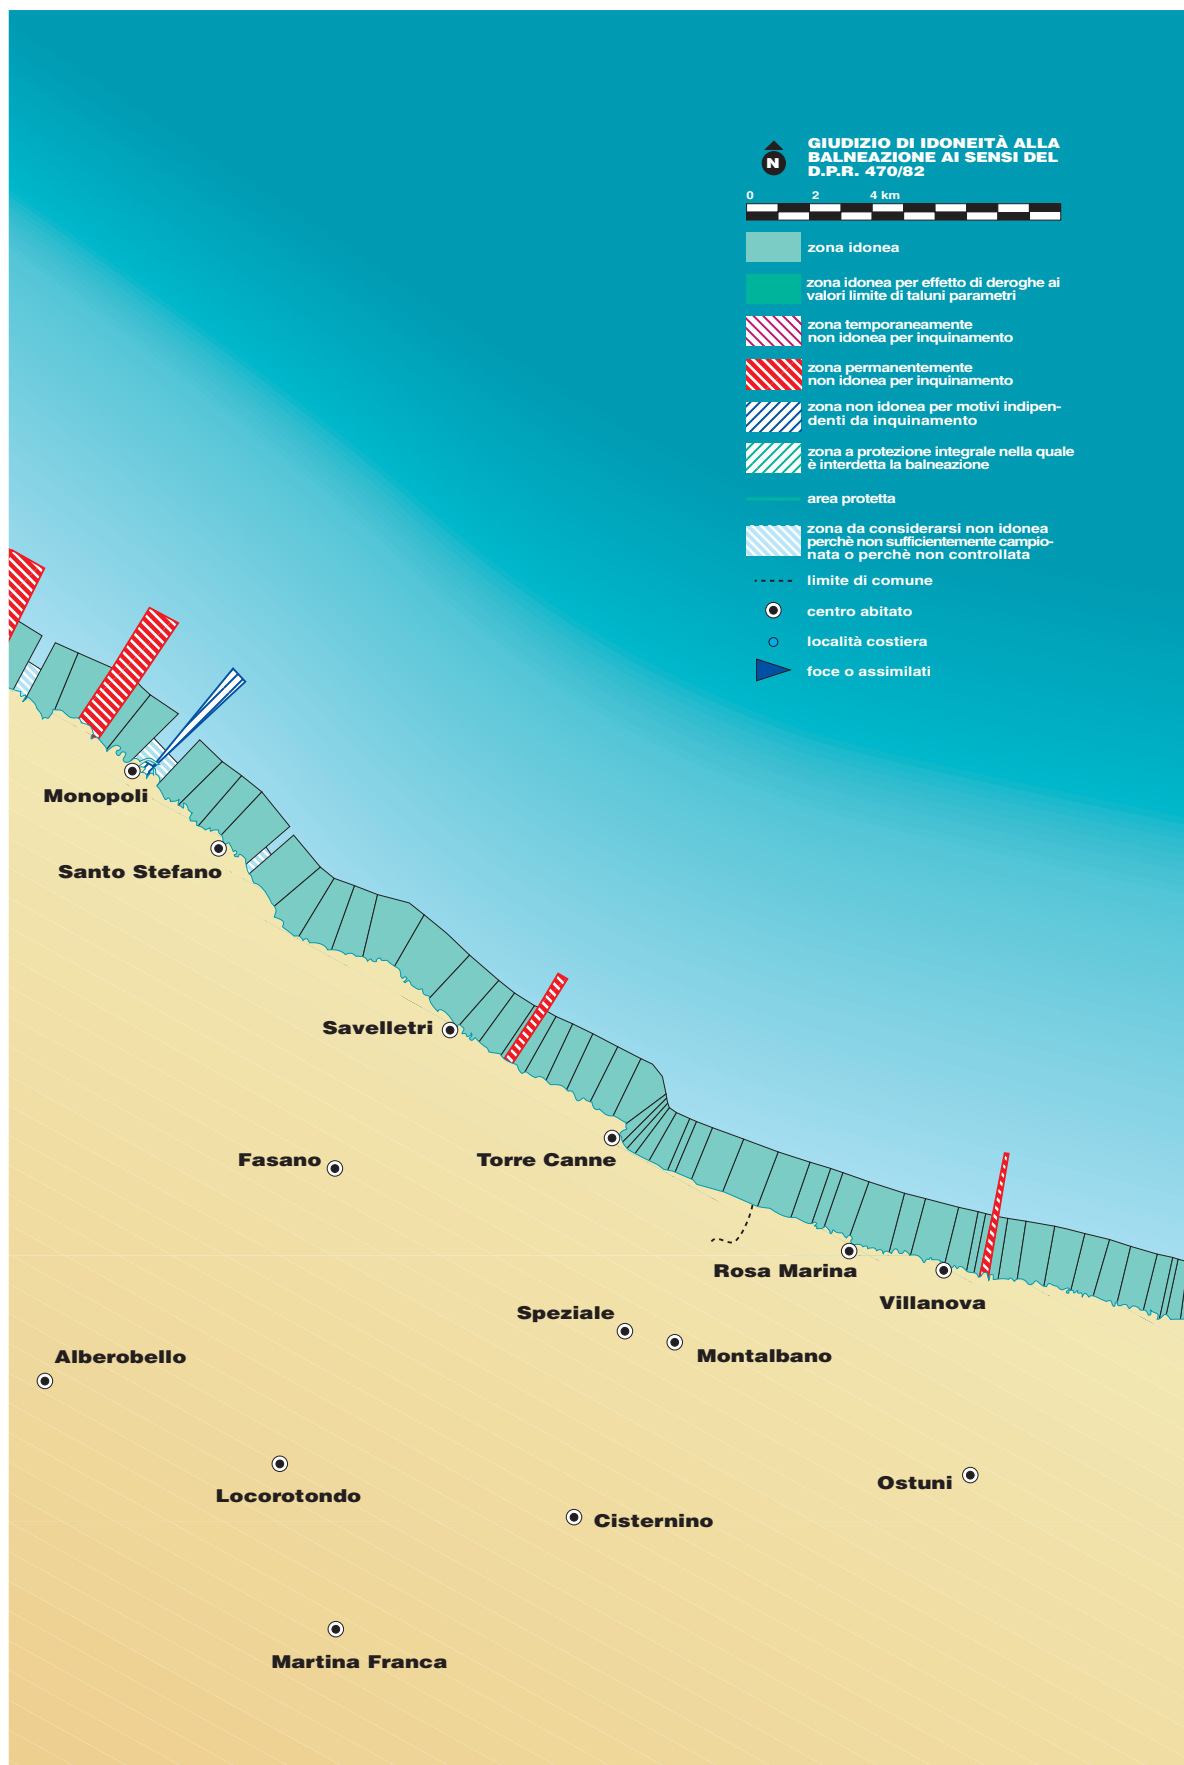 GIUDIZIO DI IDONEITÀ ALLA
BALNEAZIONE AI SENSI DEL
D.P.R. 470/82
N
0 2 4 km
zona idonea
zona idonea per effetto di deroghe ai
valori limite di taluni parametri
zona temporaneamente
non idonea per inquinamento
zona permanentemente
non idonea per inquinamento
zona non idonea per motivi indipen-
denti da inquinamento
zona a protezione integrale nella quale
è interdetta la balneazione
area protetta
zona da considerarsi non idonea
perchè non sufficientemente campio-
nata o perchè non controllata
limite di comune
centro abitato
località costiera
foce o assimilati
Monopoli
Santo Stefano
Savelletri
Fasano
Torre Canne
Rosa Marina
Villanova
Speziale
Montalbano
Alberobello
Locorotondo
Ostuni
Cisternino
Martina Franca